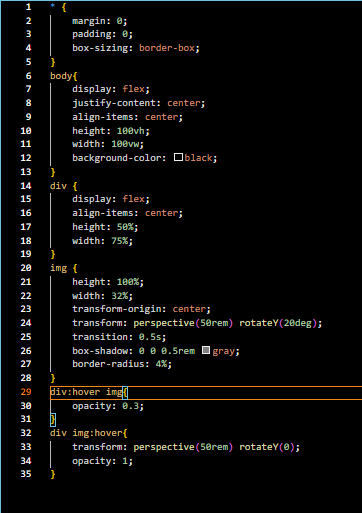 1 * {
2 margin: 0;
3 padding: 0;
4 box-sizing: border-box;
5 }
6 body{
7 display: flex;
8 justify-content: center;
9 align-items: center;
10 height: 100vh;
11 width: 100vw;
12 background-color: black;
13 }
14 div {
15 display: flex;
16 align-items: center;
17 height: 50%;
18 width: 75%;
19 }
20 img {
21 height: 100%;
22 width: 32%;
23 transform-origin: center;
24 transform: perspective(50rem) rotateY(20deg);
25 transition: 0.5s;
26 box-shadow: 0 0 0.5rem gray;
27 border-radius: 4%;
28 }
29 div:hover img{
30 opacity: 0.3;
31 }
32 div img:hover{
33 transform: perspective(50rem) rotateY(0);
34 opacity: 1;
35 }